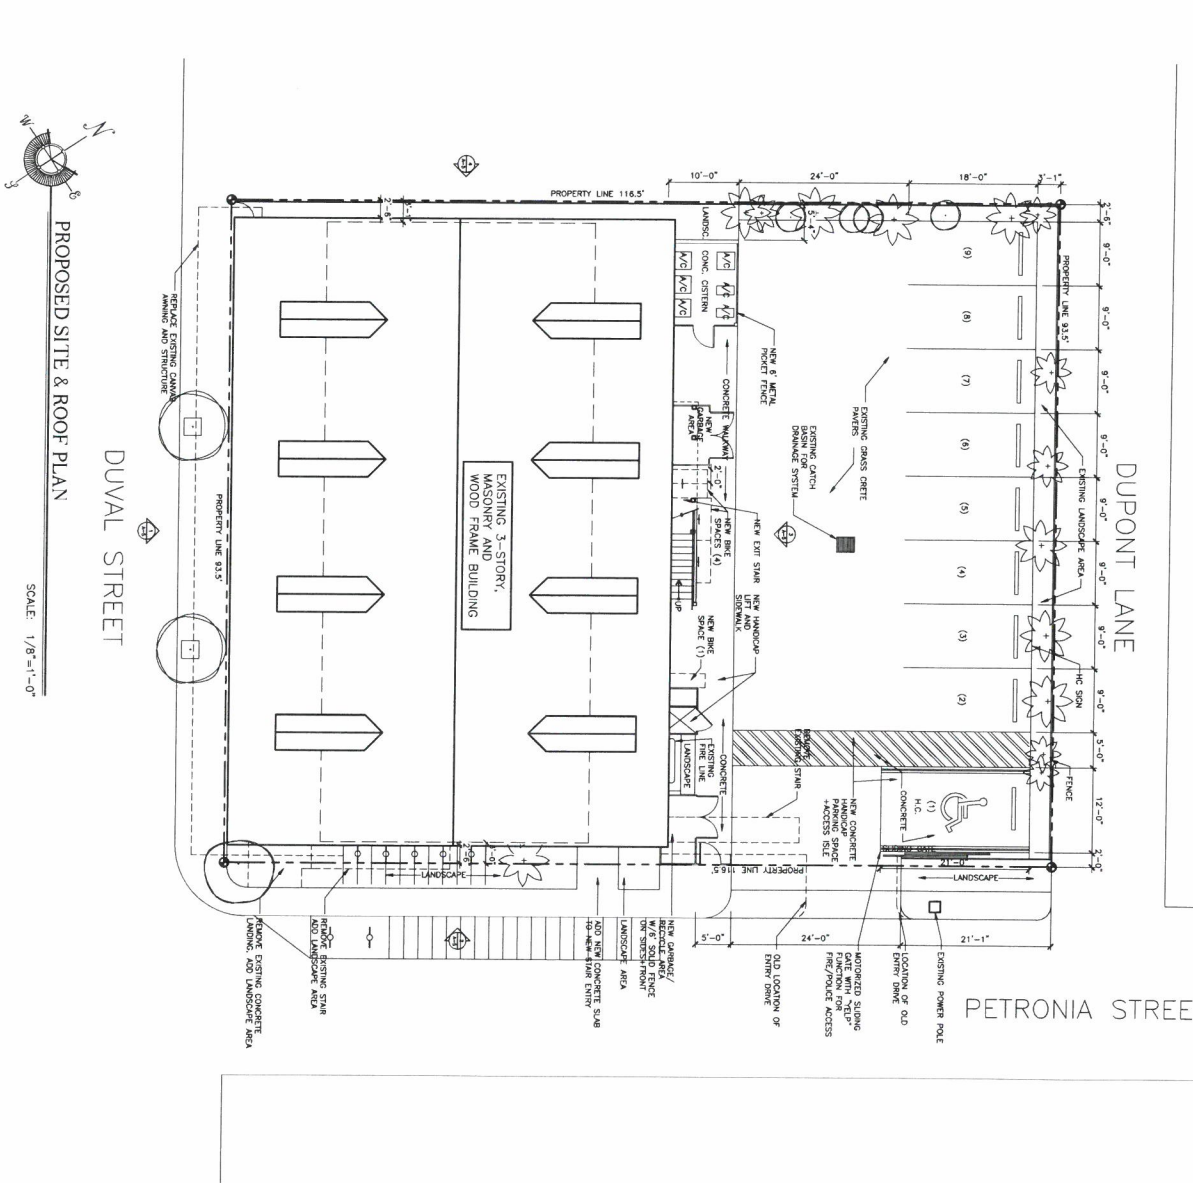 N
W
E
S
PROPOSED SITE & ROOF PLAN
SCALE: 1/8"=1'-0"
DUVAL STREET
DUPONT LANE
PETRONIA STREE
PROPERTY LINE 116.5'
10'-0"
24'-0"
18'-0"
3'-1"
2'-6"
9'-0"
9'-0"
9'-0"
9'-0"
9'-0"
9'-0"
9'-0"
9'-0"
5'-0"
12'-0"
2'-0"
PROPERTY LINE 93.5'
(9)
(8)
(7)
(6)
(5)
(4)
(3)
(2)
(1)
H.C.
CONCRETE
LANDSC.
CONC. CISTERN
A/C
A/C
A/C
A/C
A/C
A/C
NEW 6' METAL
PICKET FENCE
CONCRETE WALKWAY
NEW
GARBAGE
AREA
2'-0"
EXISTING GRASS CRETE
PAVERS
EXISTING CATCH
BASIN FOR
DRAINAGE SYSTEM
EXISTING LANDSCAPE AREA
HC SIGN
FENCE
NEW BIKE
SPACES (4)
NEW EXIT STAIR
UP
NEW HANDICAP
LIFT AND
SIDEWALK
NEW BIKE
SPACE (1)
EXISTING
FIRE LINE
LANDSCAPE
CONCRETE
REMOVE
EXISTING STAIR
NEW CONCRETE
HANDICAP
PARKING SPACE
+ACCESS ISLE
SLIDING GATE
21'-0"
LANDSCAPE
EXISTING 3-STORY,
MASONRY AND
WOOD FRAME BUILDING
REPLACE EXISTING CANVAS
AWNING AND STRUCTURE
PROPERTY LINE 93.5'
2'-6"
2'-6"
LANDSCAPE
PROPERTY LINE 116.5'
5'-0"
24'-0"
21'-1"
REMOVE EXISTING CONCRETE
LANDING, ADD LANDSCAPE AREA
REMOVE EXISTING STAIR
ADD LANDSCAPE AREA
ADD NEW CONCRETE SLAB
TO NEW STAIR ENTRY
LANDSCAPE AREA
NEW GARBAGE/
RECYCLE AREA
W/6' SOLID FENCE
ON SIDES+FRONT
OLD LOCATION OF
ENTRY DRIVE
MOTORIZED SLIDING
GATE WITH "YELP"
FUNCTION FOR
FIRE/POLICE ACCESS
LOCATION OF OLD
ENTRY DRIVE
EXISTING POWER POLE